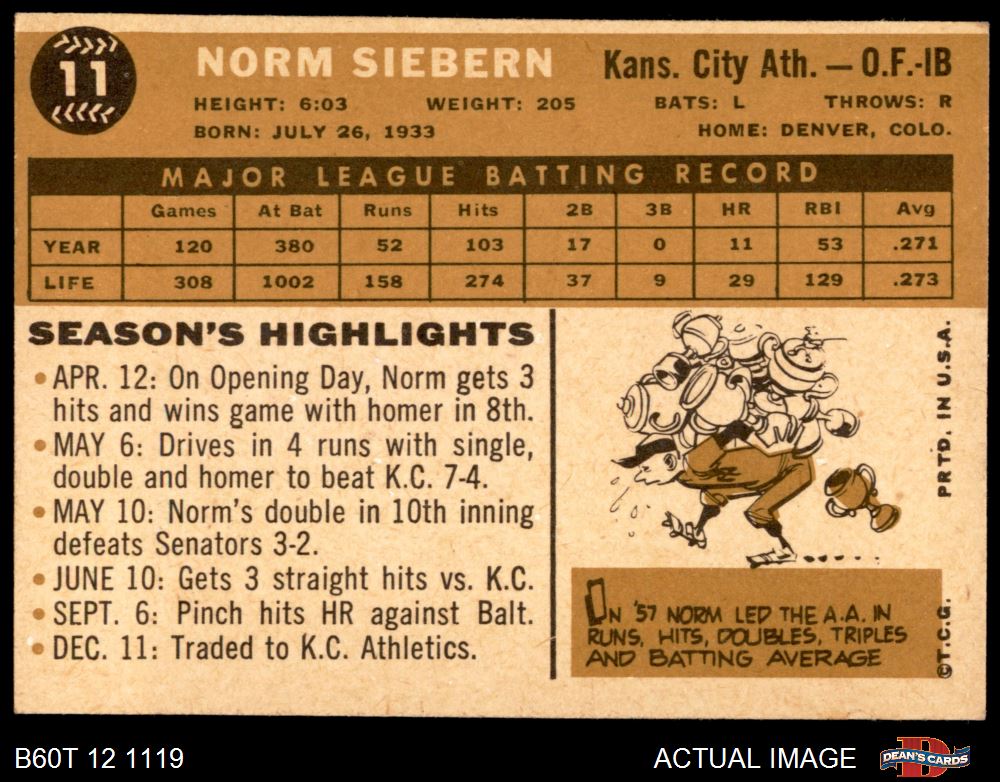 11
NORM SIEBERN
Kans. City Ath. — O.F.-1B
HEIGHT: 6:03 WEIGHT: 205 BATS: L THROWS: R
BORN: JULY 26, 1933 HOME: DENVER, COLO.
MAJOR LEAGUE BATTING RECORD
Games At Bat Runs Hits 2B 3B HR RBI Avg
YEAR 120 380 52 103 17 0 11 53 .271
LIFE 308 1002 158 274 37 9 29 129 .273
SEASON'S HIGHLIGHTS
• APR. 12: On Opening Day, Norm gets 3
hits and wins game with homer in 8th.
• MAY 6: Drives in 4 runs with single,
double and homer to beat K.C. 7-4.
• MAY 10: Norm's double in 10th inning
defeats Senators 3-2.
• JUNE 10: Gets 3 straight hits vs. K.C.
• SEPT. 6: Pinch hits HR against Balt.
• DEC. 11: Traded to K.C. Athletics.
IN '57 NORM LED THE A.A. IN
RUNS, HITS, DOUBLES, TRIPLES
AND BATTING AVERAGE
©T.C.G. PRTD. IN U.S.A.
B60T 12 1119
ACTUAL IMAGE
DEAN'S CARDS